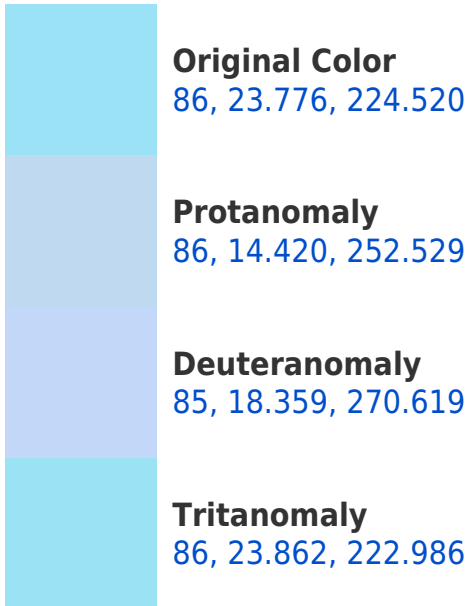 Original Color
86, 23.776, 224.520
Protanomaly
86, 14.420, 252.529
Deuteranomaly
85, 18.359, 270.619
Tritanomaly
86, 23.862, 222.986